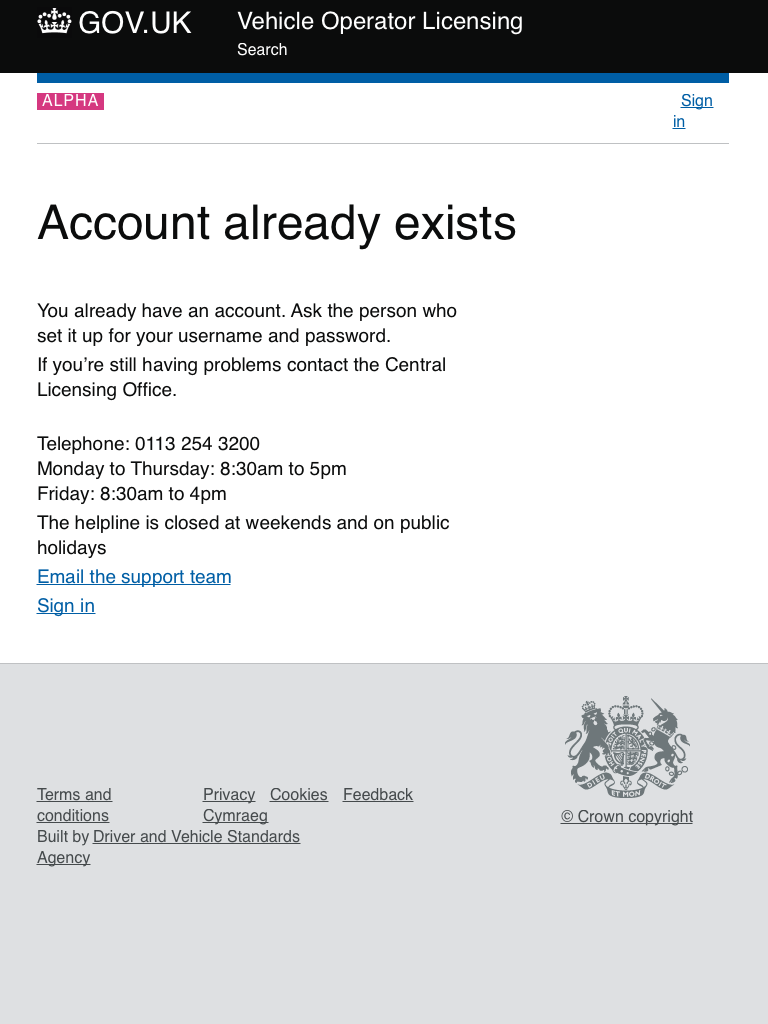 GOV.UK
Vehicle Operator Licensing
Search
ALPHA
Sign
in
Account already exists
You already have an account. Ask the person who
set it up for your username and password.
If you’re still having problems contact the Central
Licensing Office.
Telephone: 0113 254 3200
Monday to Thursday: 8:30am to 5pm
Friday: 8:30am to 4pm
The helpline is closed at weekends and on public
holidays
Email the support team
Sign in
Terms and
conditions
Privacy Cookies Feedback
Cymraeg
Built by Driver and Vehicle Standards
Agency
DIEU ET MON DROIT
© Crown copyright